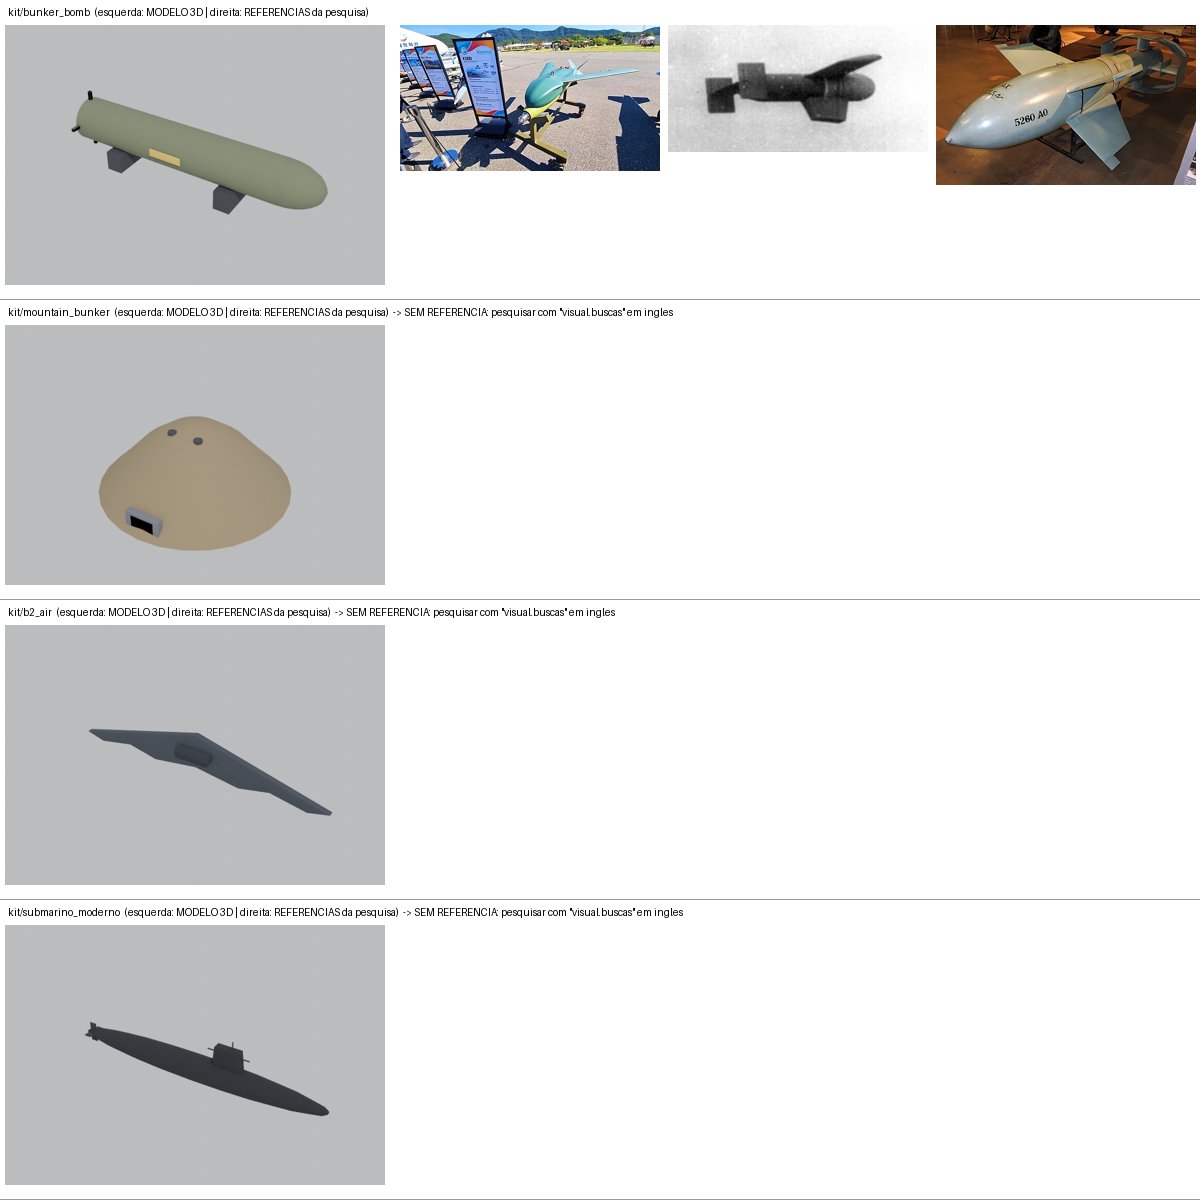 kit/bunker_bomb (esquerda: MODELO 3D | direita: REFERENCIAS da pesquisa)
5260 AO
kit/mountain_bunker (esquerda: MODELO 3D | direita: REFERENCIAS da pesquisa) -> SEM REFERENCIA: pesquisar com "visual.buscas" em ingles
kit/b2_air (esquerda: MODELO 3D | direita: REFERENCIAS da pesquisa) -> SEM REFERENCIA: pesquisar com "visual.buscas" em ingles
kit/submarino_moderno (esquerda: MODELO 3D | direita: REFERENCIAS da pesquisa) -> SEM REFERENCIA: pesquisar com "visual.buscas" em ingles